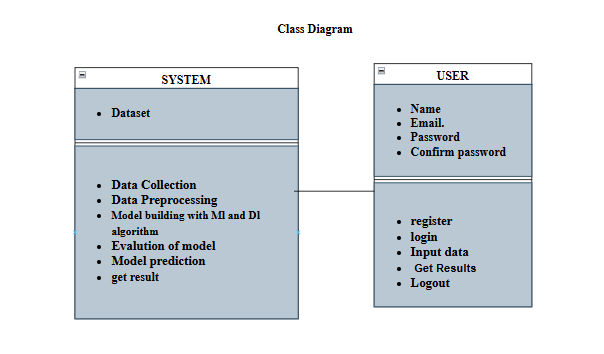 Class Diagram
SYSTEM
• Dataset
• Data Collection
• Data Preprocessing
• Model building with Ml and Dl
algorithm
• Evalution of model
• Model prediction
• get result
USER
• Name
• Email.
• Password
• Confirm password
• register
• login
• Input data
• Get Results
• Logout